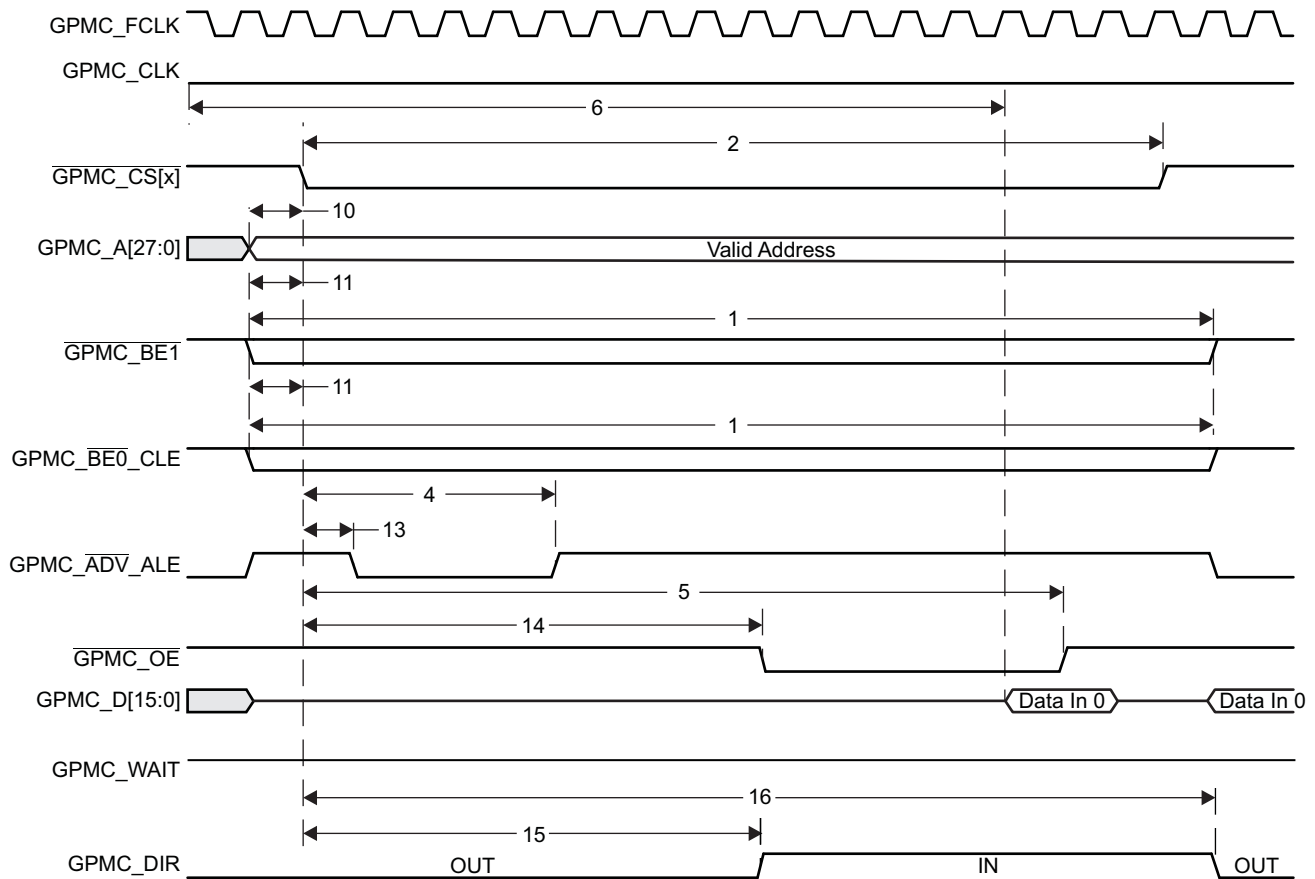 GPMC_FCLK
GPMC_CLK
6
2
GPMC_CS[x]
10
GPMC_A[27:0]
Valid Address
11
1
GPMC_BE1
11
1
GPMC_BE0_CLE
4
13
GPMC_ADV_ALE
5
14
GPMC_OE
GPMC_D[15:0]
Data In 0
Data In 0
GPMC_WAIT
16
15
GPMC_DIR
OUT
IN
OUT